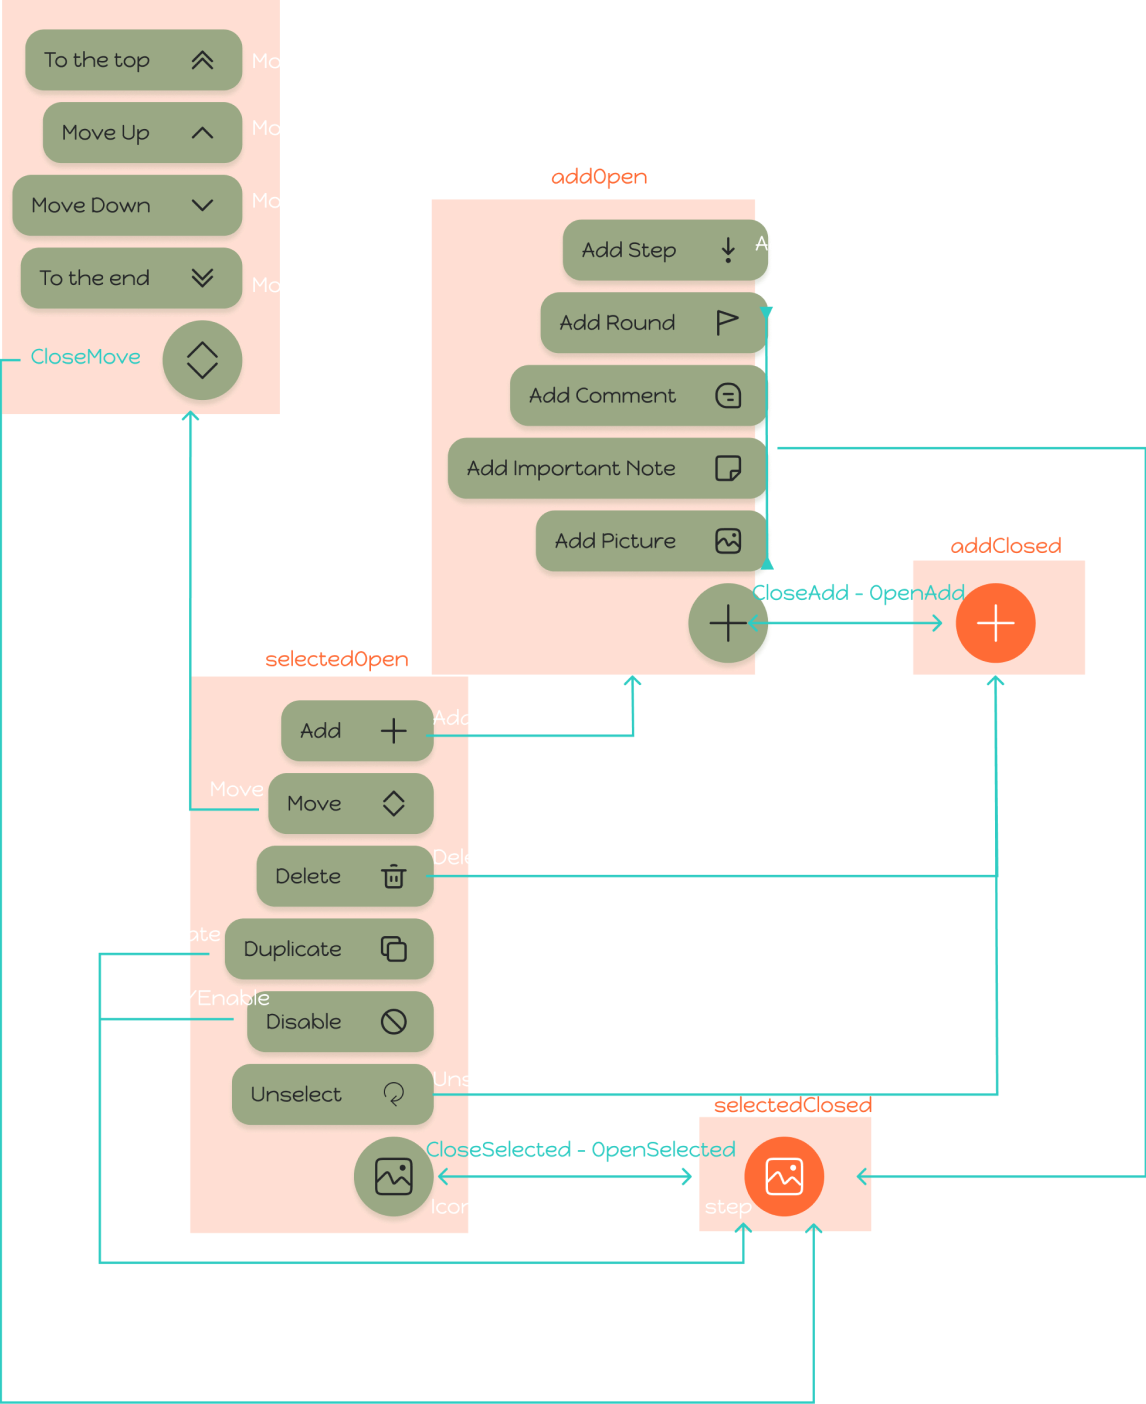 To the top
Mo
Move Up
Mo
Move Down
Mo
To the end
Mo
CloseMove
addOpen
Add Step
A
Add Round
Add Comment
Add Important Note
Add Picture
CloseAdd - OpenAdd
addClosed
selectedOpen
Add
Add
Move
Move
Delete
Dele
ate
Duplicate
/Enable
Disable
Unselect
Uns
selectedClosed
CloseSelected - OpenSelected
Icon
step